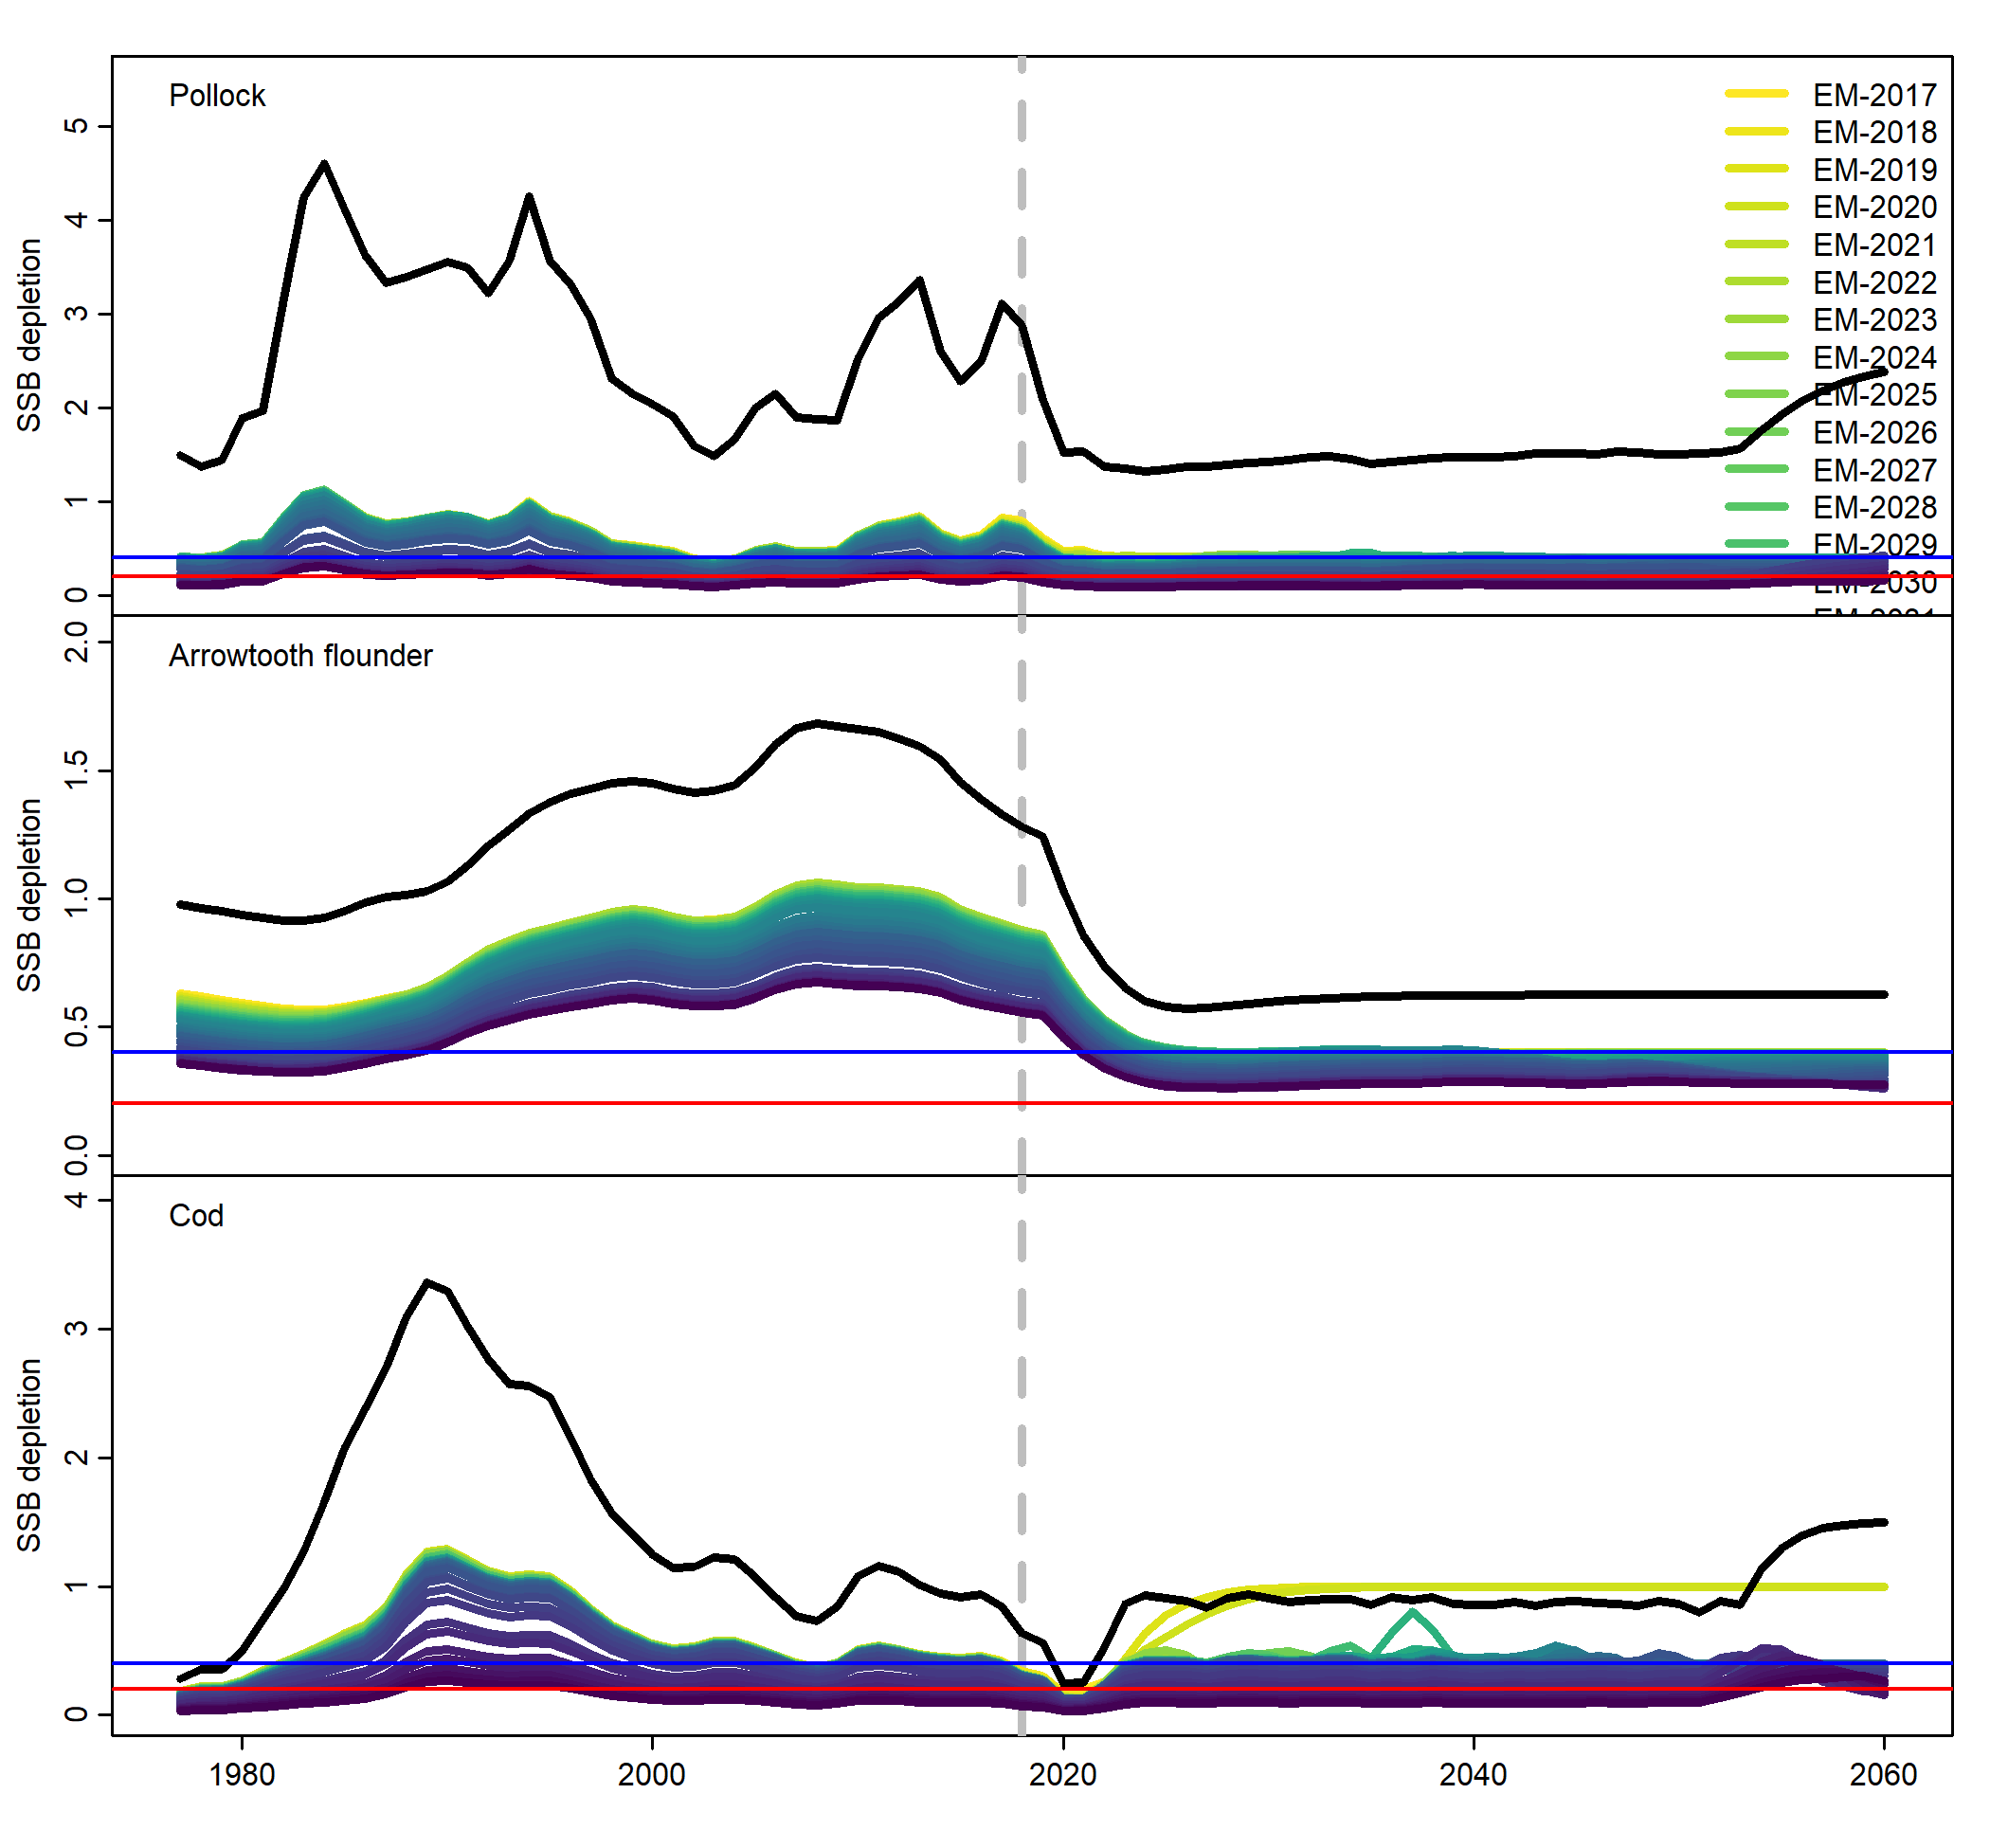 Pollock
EM-2017
EM-2018
EM-2019
EM-2020
EM-2021
EM-2022
EM-2023
EM-2024
EM-2025
EM-2026
EM-2027
EM-2028
EM-2029
EM-2030
SSB depletion
5
4
3
2
1
0
Arrowtooth flounder
SSB depletion
2.0
1.5
1.0
0.5
0.0
Cod
SSB depletion
4
3
2
1
0
1980 2000 2020 2040 2060